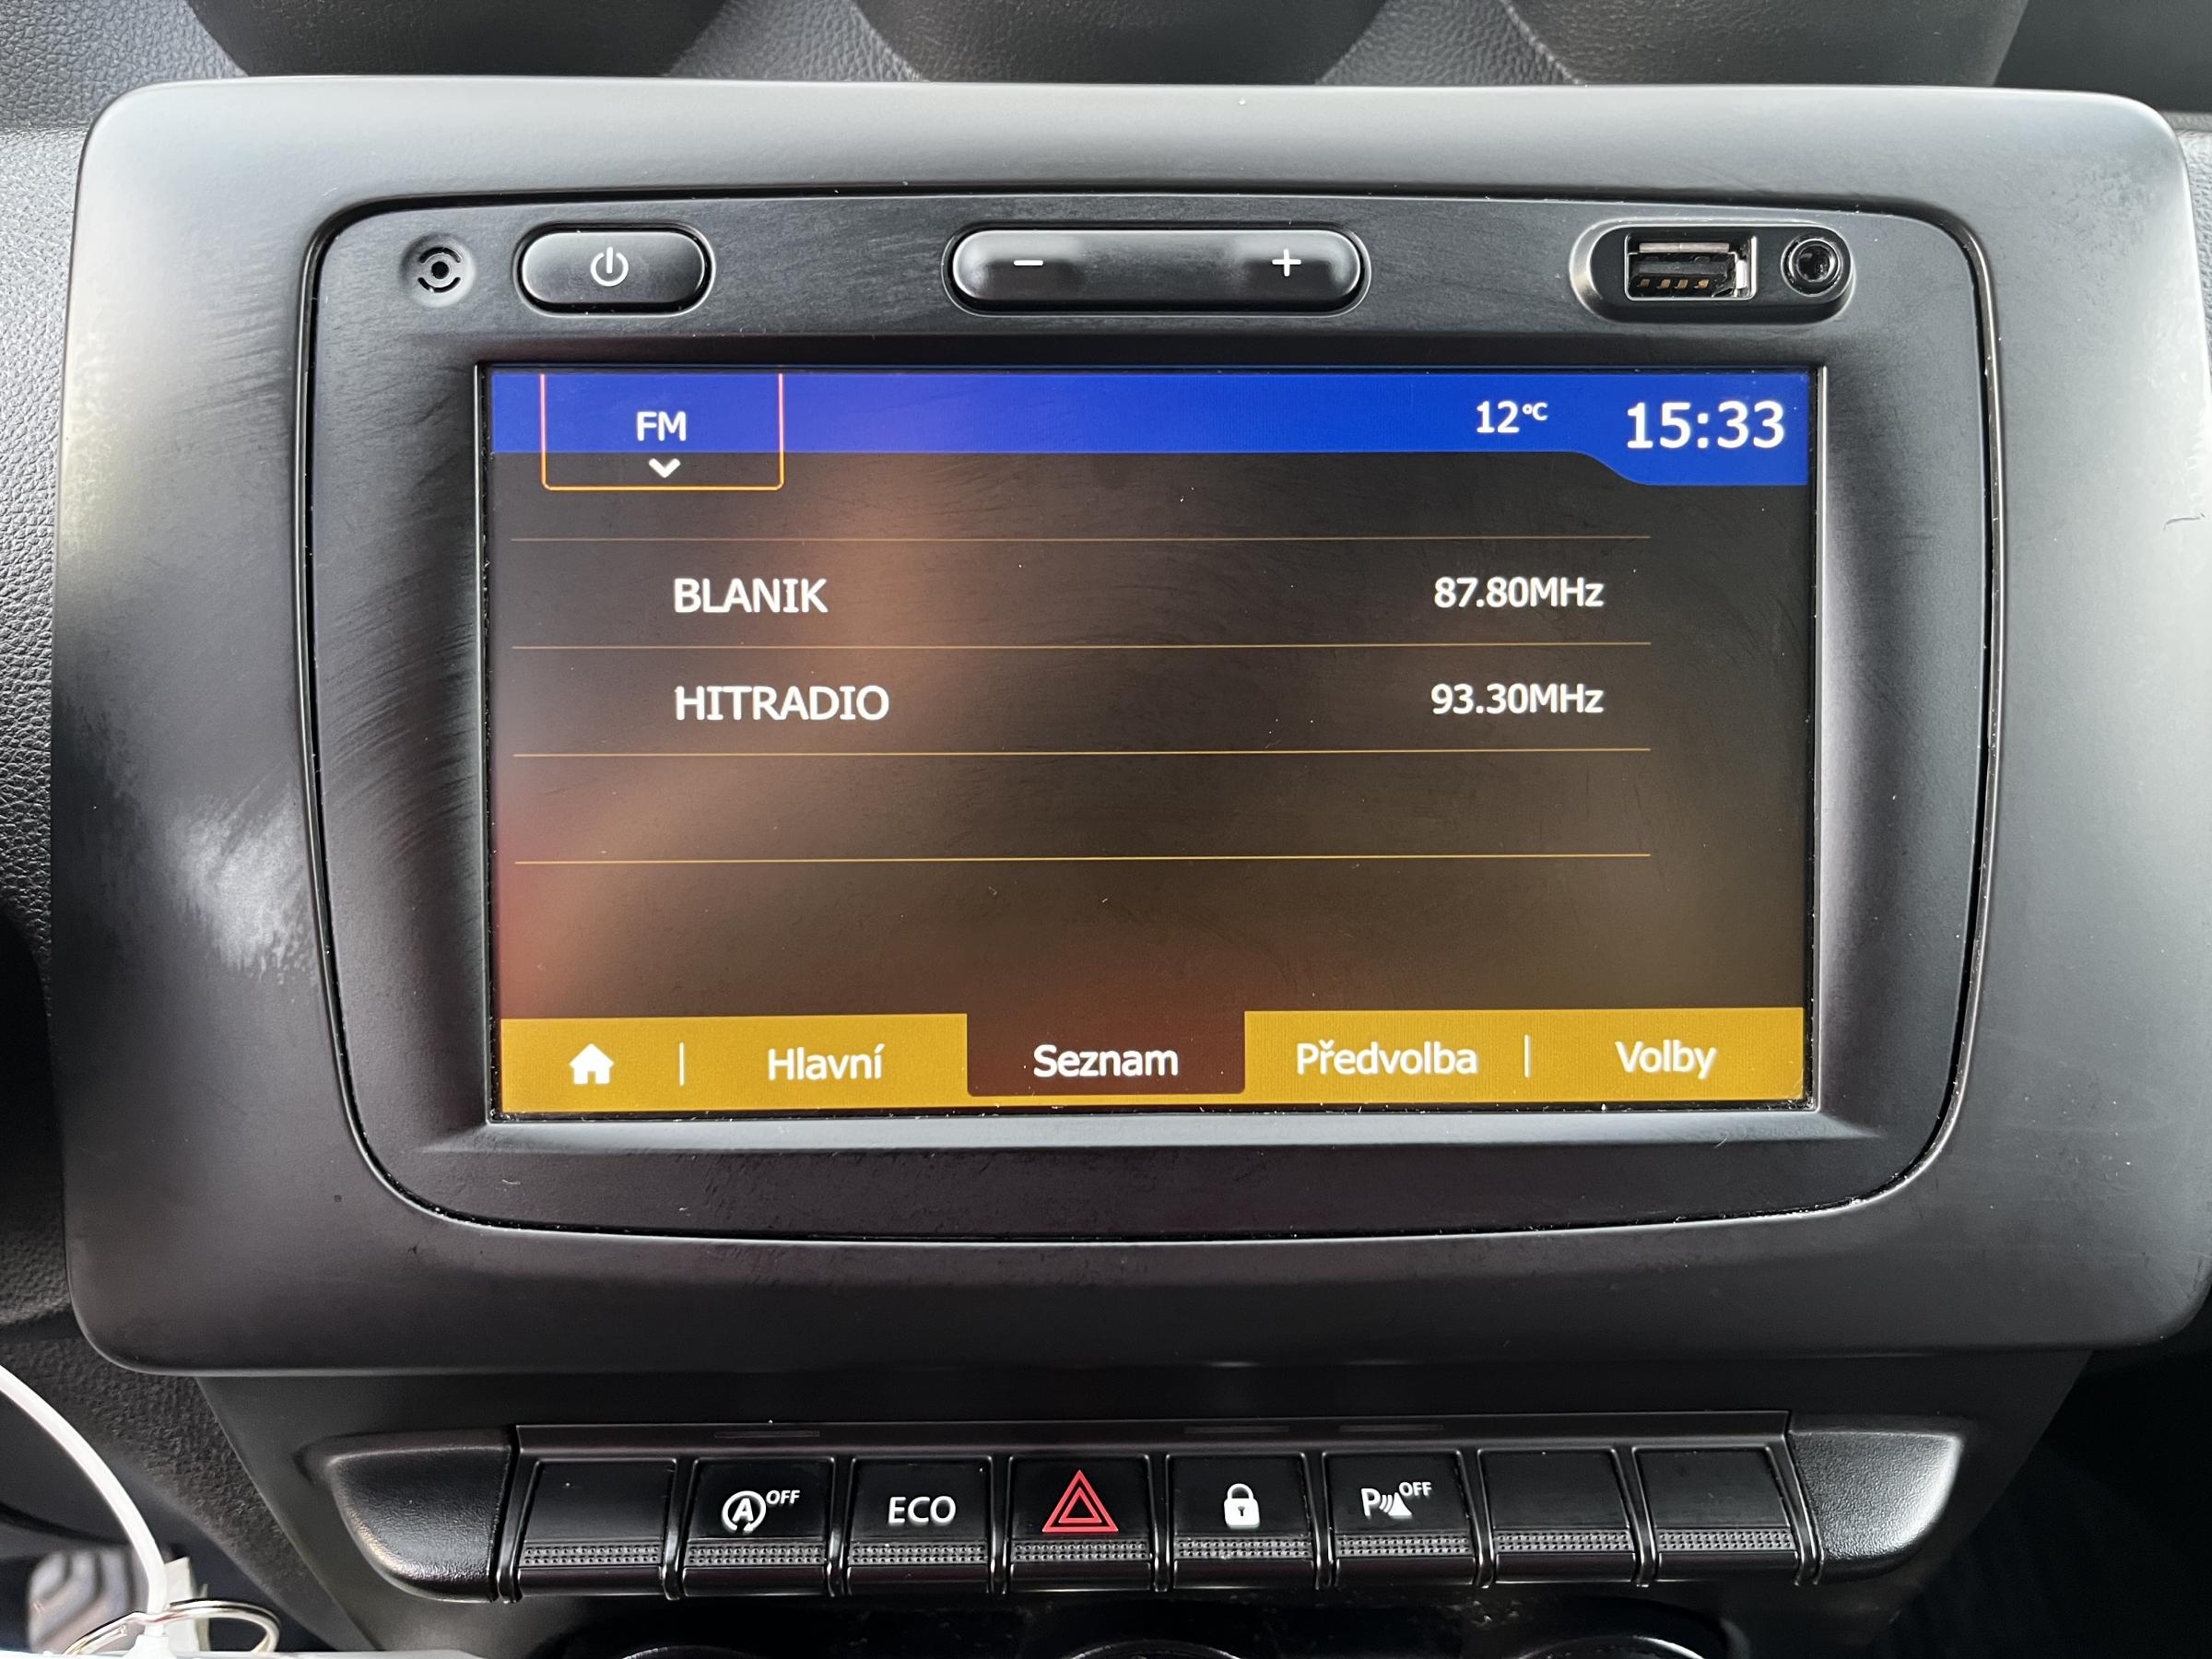 FM 12°C 15:33
BLANIK 87.80MHz
HITRADIO 93.30MHz
Hlavní Seznam Předvolba Volby
A OFF ECO P OFF